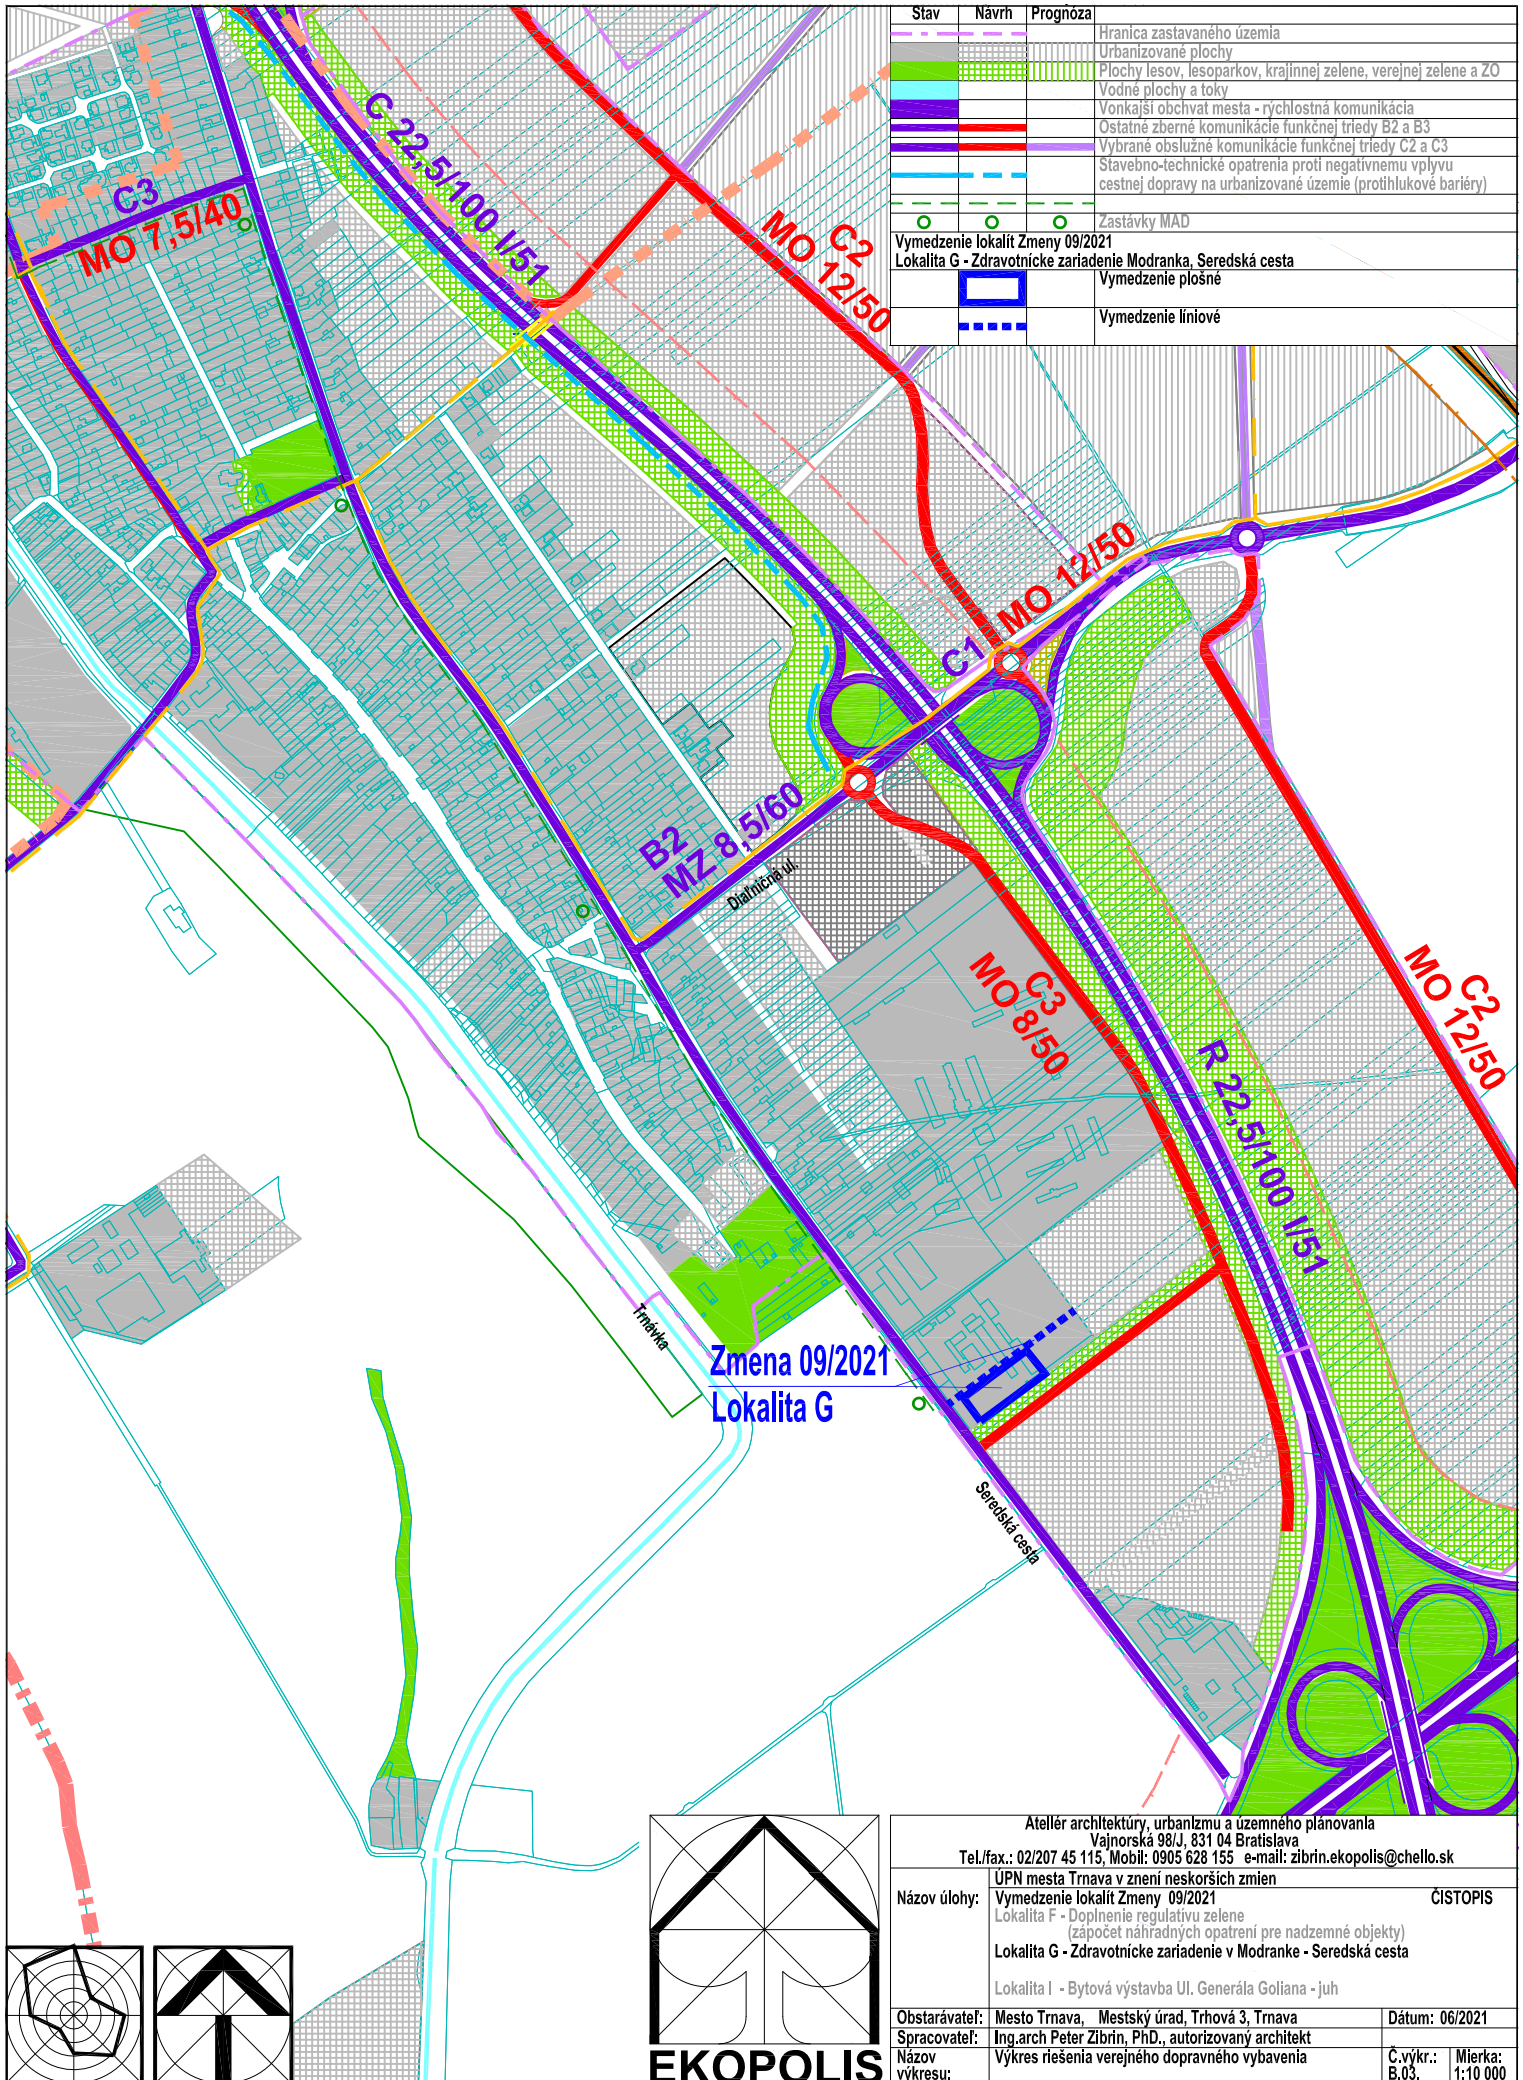 Stav Návrh Prognóza
Hranica zastavaného územia
Urbanizované plochy
Plochy lesov, lesoparkov, krajinnej zelene, verejnej zelene a ZO
Vodné plochy a toky
Vonkajší obchvat mesta - rýchlostná komunikácia
Ostatné zberné komunikácie funkčnej triedy B2 a B3
Vybrané obslužné komunikácie funkčnej triedy C2 a C3
Stavebno-technické opatrenia proti negatívnemu vplyvu
cestnej dopravy na urbanizované územie (protihlukové bariéry)
Zastávky MAD
Vymedzenie lokalít Zmeny 09/2021
Lokalita G - Zdravotnícke zariadenie Modranka, Seredská cesta
Vymedzenie plošné
Vymedzenie líniové
C 22,5/100 I/51
C3
MO 7,5/40
C2
MO 12/50
MO 12/50
C1
B2
MZ 8,5/60
Diaľničná ul.
C3
MO 8/50
C2
MO 12/50
R 22,5/100 I/51
Trnávka
Zmena 09/2021
Lokalita G
Seredská cesta
EKOPOLIS
Ateliér architektúry, urbanizmu a územného plánovania
Vajnorská 98/J, 831 04 Bratislava
Tel./fax.: 02/207 45 115, Mobil: 0905 628 155 e-mail: zibrin.ekopolis@chello.sk
ÚPN mesta Trnava v znení neskorších zmien
Názov úlohy: Vymedzenie lokalít Zmeny 09/2021 ČISTOPIS
Lokalita F - Doplnenie regulatívu zelene
(zápočet náhradných opatrení pre nadzemné objekty)
Lokalita G - Zdravotnícke zariadenie v Modranke - Seredská cesta
Lokalita I - Bytová výstavba Ul. Generála Goliana - juh
Obstarávateľ: Mesto Trnava, Mestský úrad, Trhová 3, Trnava Dátum: 06/2021
Spracovateľ: Ing.arch Peter Zibrin, PhD., autorizovaný architekt
Názov Výkres riešenia verejného dopravného vybavenia Č.výkr.: Mierka:
výkresu: B.03. 1:10 000